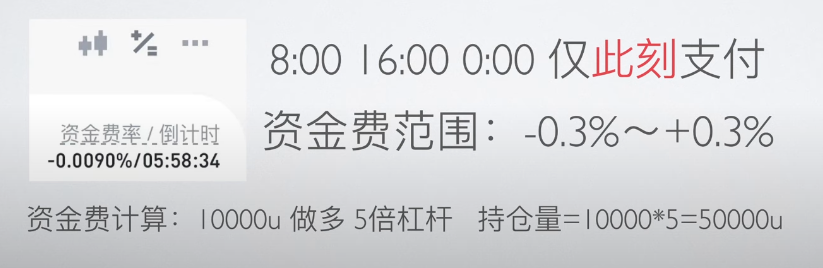 8:00 16:00 0:00 仅此刻支付
资金费率 / 倒计时
-0.0090%/05:58:34
资金费范围：-0.3%～+0.3%
资金费计算：10000u 做多 5倍杠杆 持仓量=10000*5=50000u